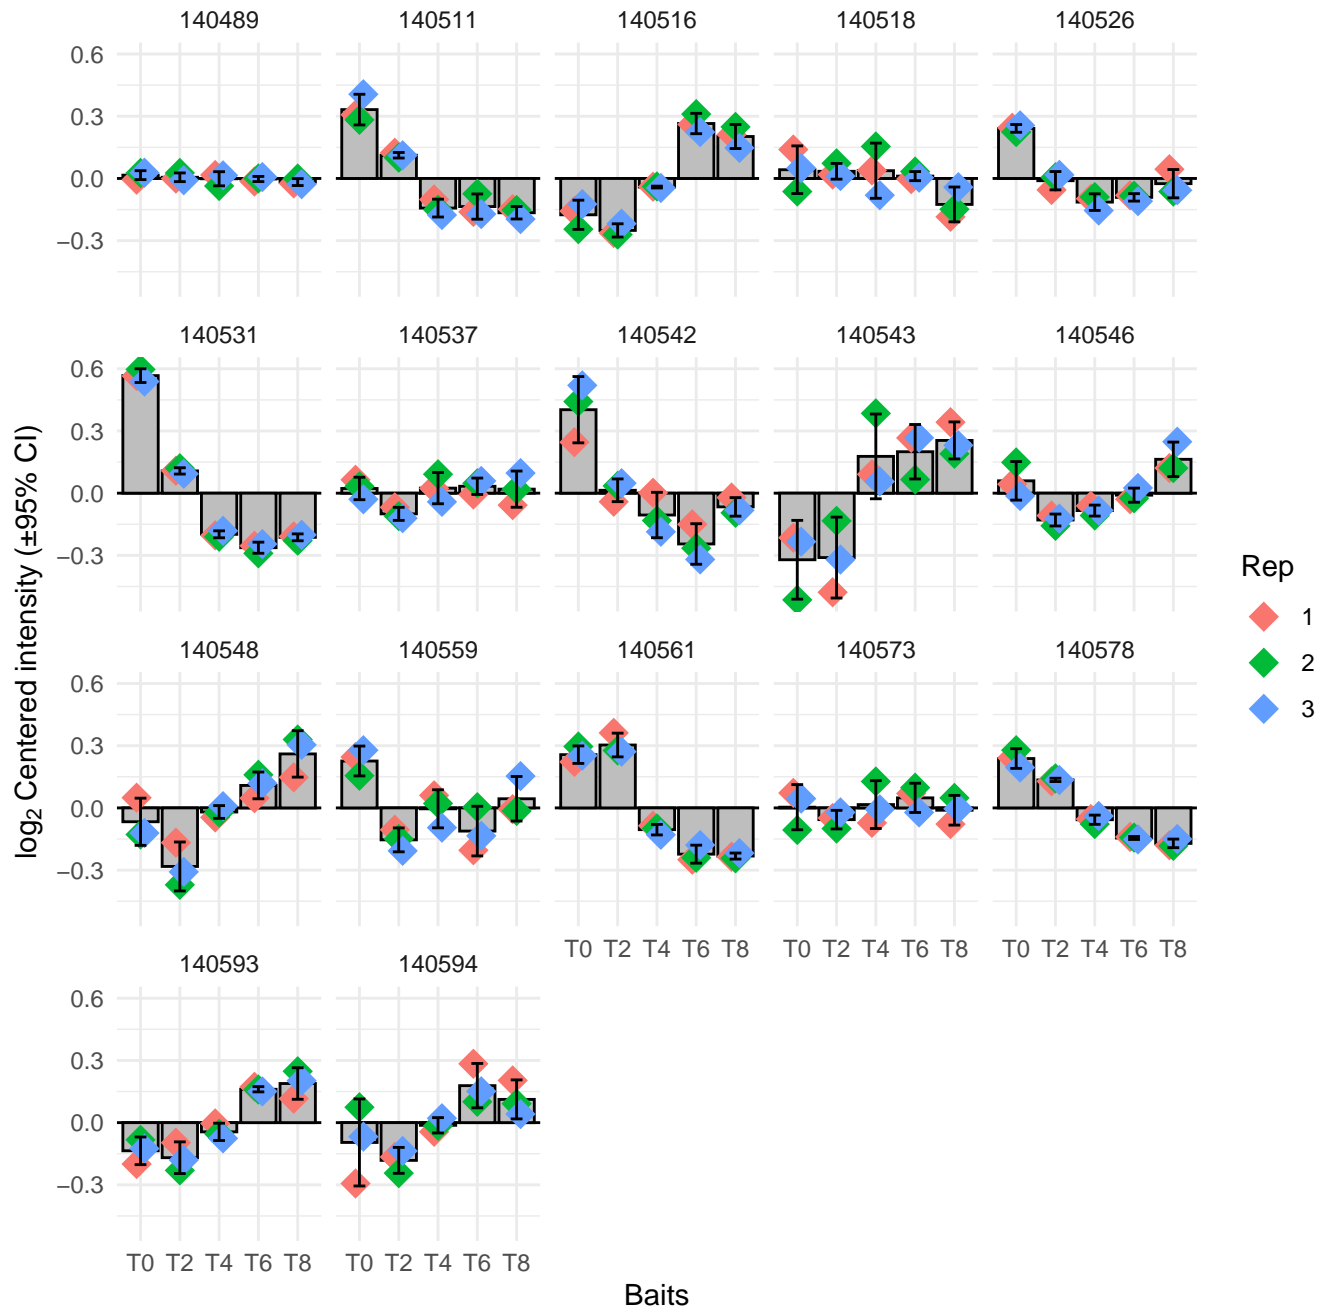 140489 140511 140516 140518 140526
0.6
0.3
0.0
−0.3
140531 140537 140542 140543 140546
0.6
0.3
0.0
−0.3
140548 140559 140561 140573 140578
0.6
0.3
0.0
−0.3
T0 T2 T4 T6 T8 T0 T2 T4 T6 T8 T0 T2 T4 T6 T8
140593 140594
0.6
0.3
0.0
−0.3
T0 T2 T4 T6 T8 T0 T2 T4 T6 T8
Baits
log₂ Centered intensity (±95% CI)
Rep
1
2
3